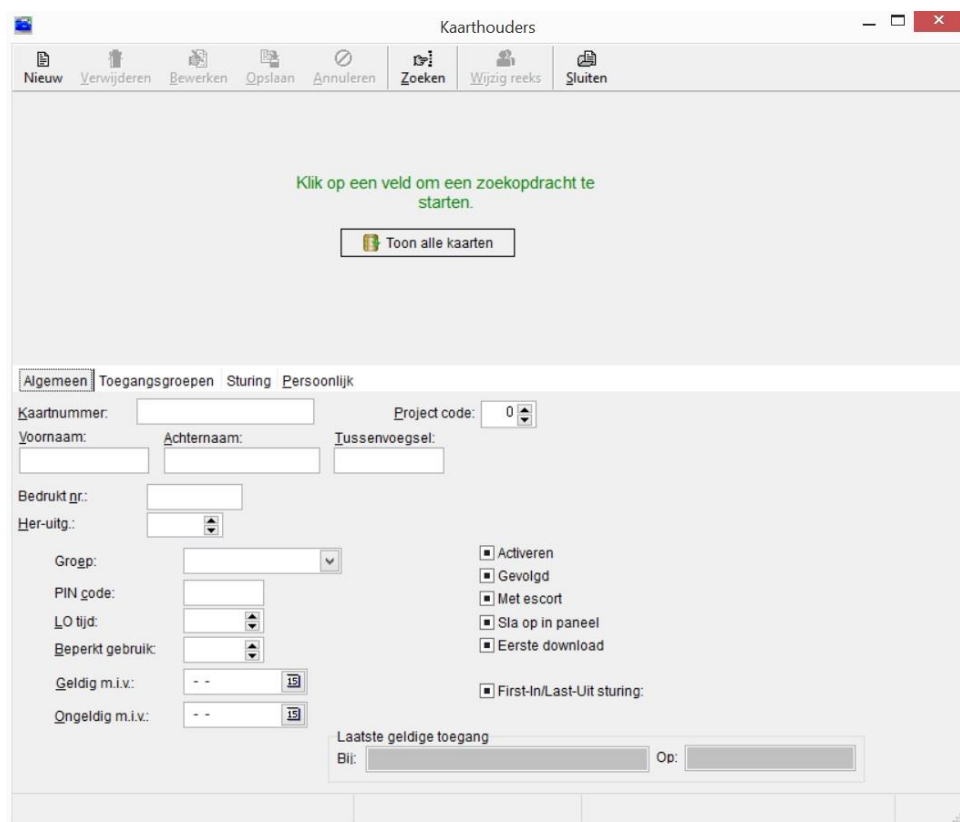 Kaarthouders
Nieuw Verwijderen Bewerken Opslaan Annuleren Zoeken Wijzig reeks Sluiten
Klik op een veld om een zoekopdracht te
starten.
Toon alle kaarten
Algemeen Toegangsgroepen Sturing Persoonlijk
Kaartnummer: Project code: 0
Voornaam: Achternaam: Tussenvoegsel:
Bedrukt nr.:
Her-uitg.:
Groep: Activeren
Gevolgd
PIN code: Met escort
LO tijd: Sla op in paneel
Beperkt gebruik: Eerste download
Geldig m.i.v.: - - 15
First-In/Last-Uit sturing:
Ongeldig m.i.v.: - - 15
Laatste geldige toegang
Bij: Op: